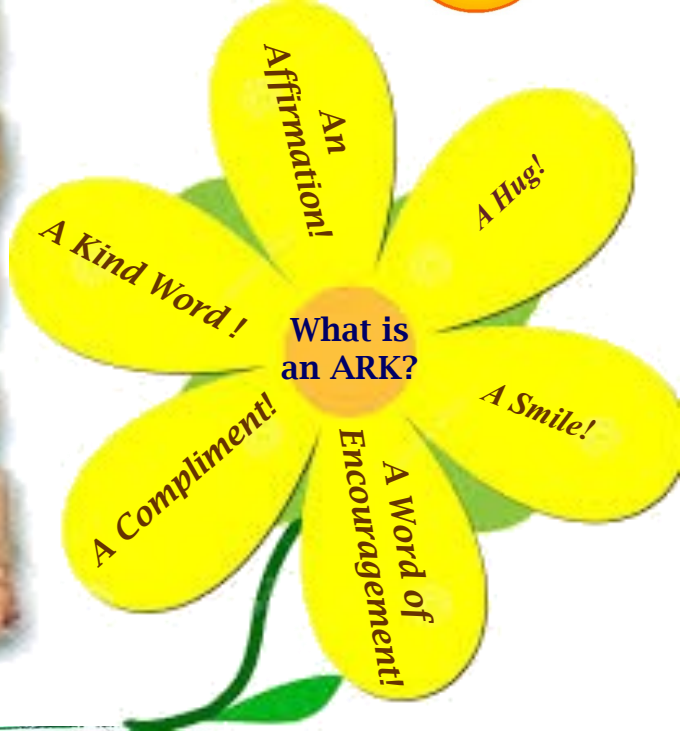 What is
an ARK?
An
Affirmation!
A Hug!
A Smile!
A Word of
Encouragement!
A Compliment!
A Kind Word !